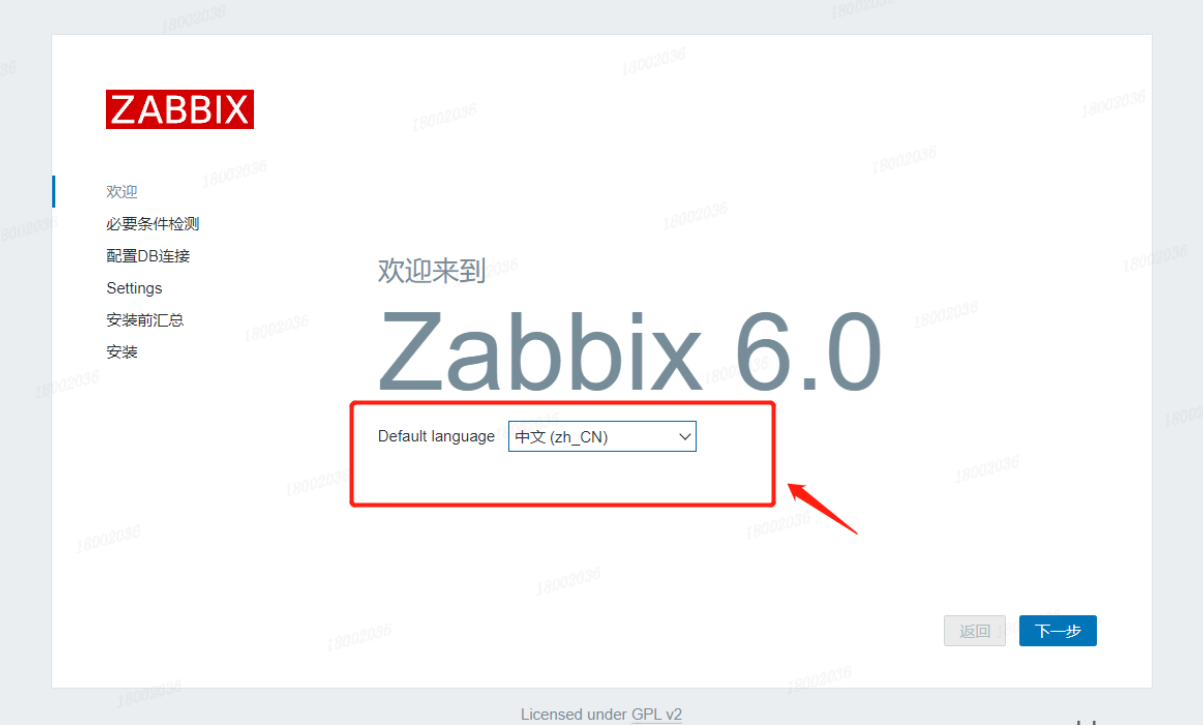 ZABBIX
欢迎
必要条件检测
配置DB连接
Settings
安装前汇总
安装
欢迎来到
Zabbix 6.0
Default language 中文 (zh_CN)
返回 下一步
Licensed under GPL v2
18002036